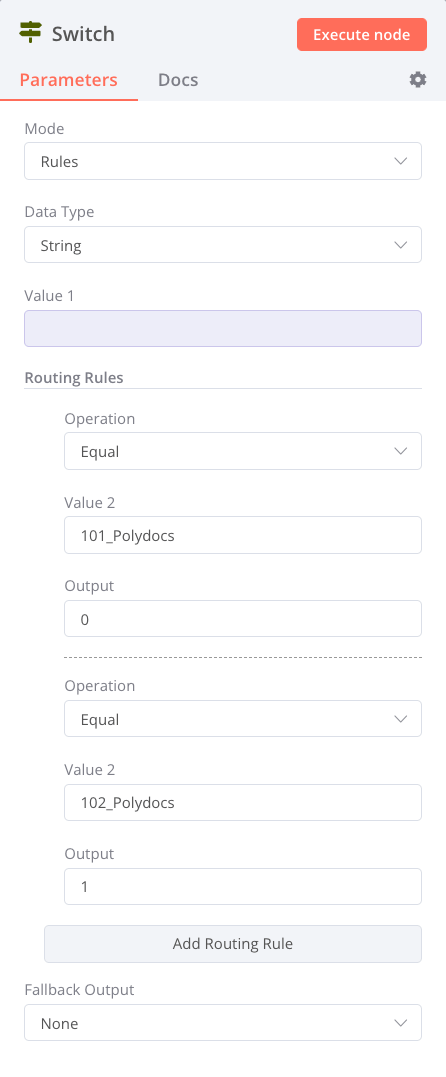 Switch
Execute node
Parameters
Docs
Mode
Rules
Data Type
String
Value 1
Routing Rules
Operation
Equal
Value 2
101_Polydocs
Output
0
Operation
Equal
Value 2
102_Polydocs
Output
1
Add Routing Rule
Fallback Output
None